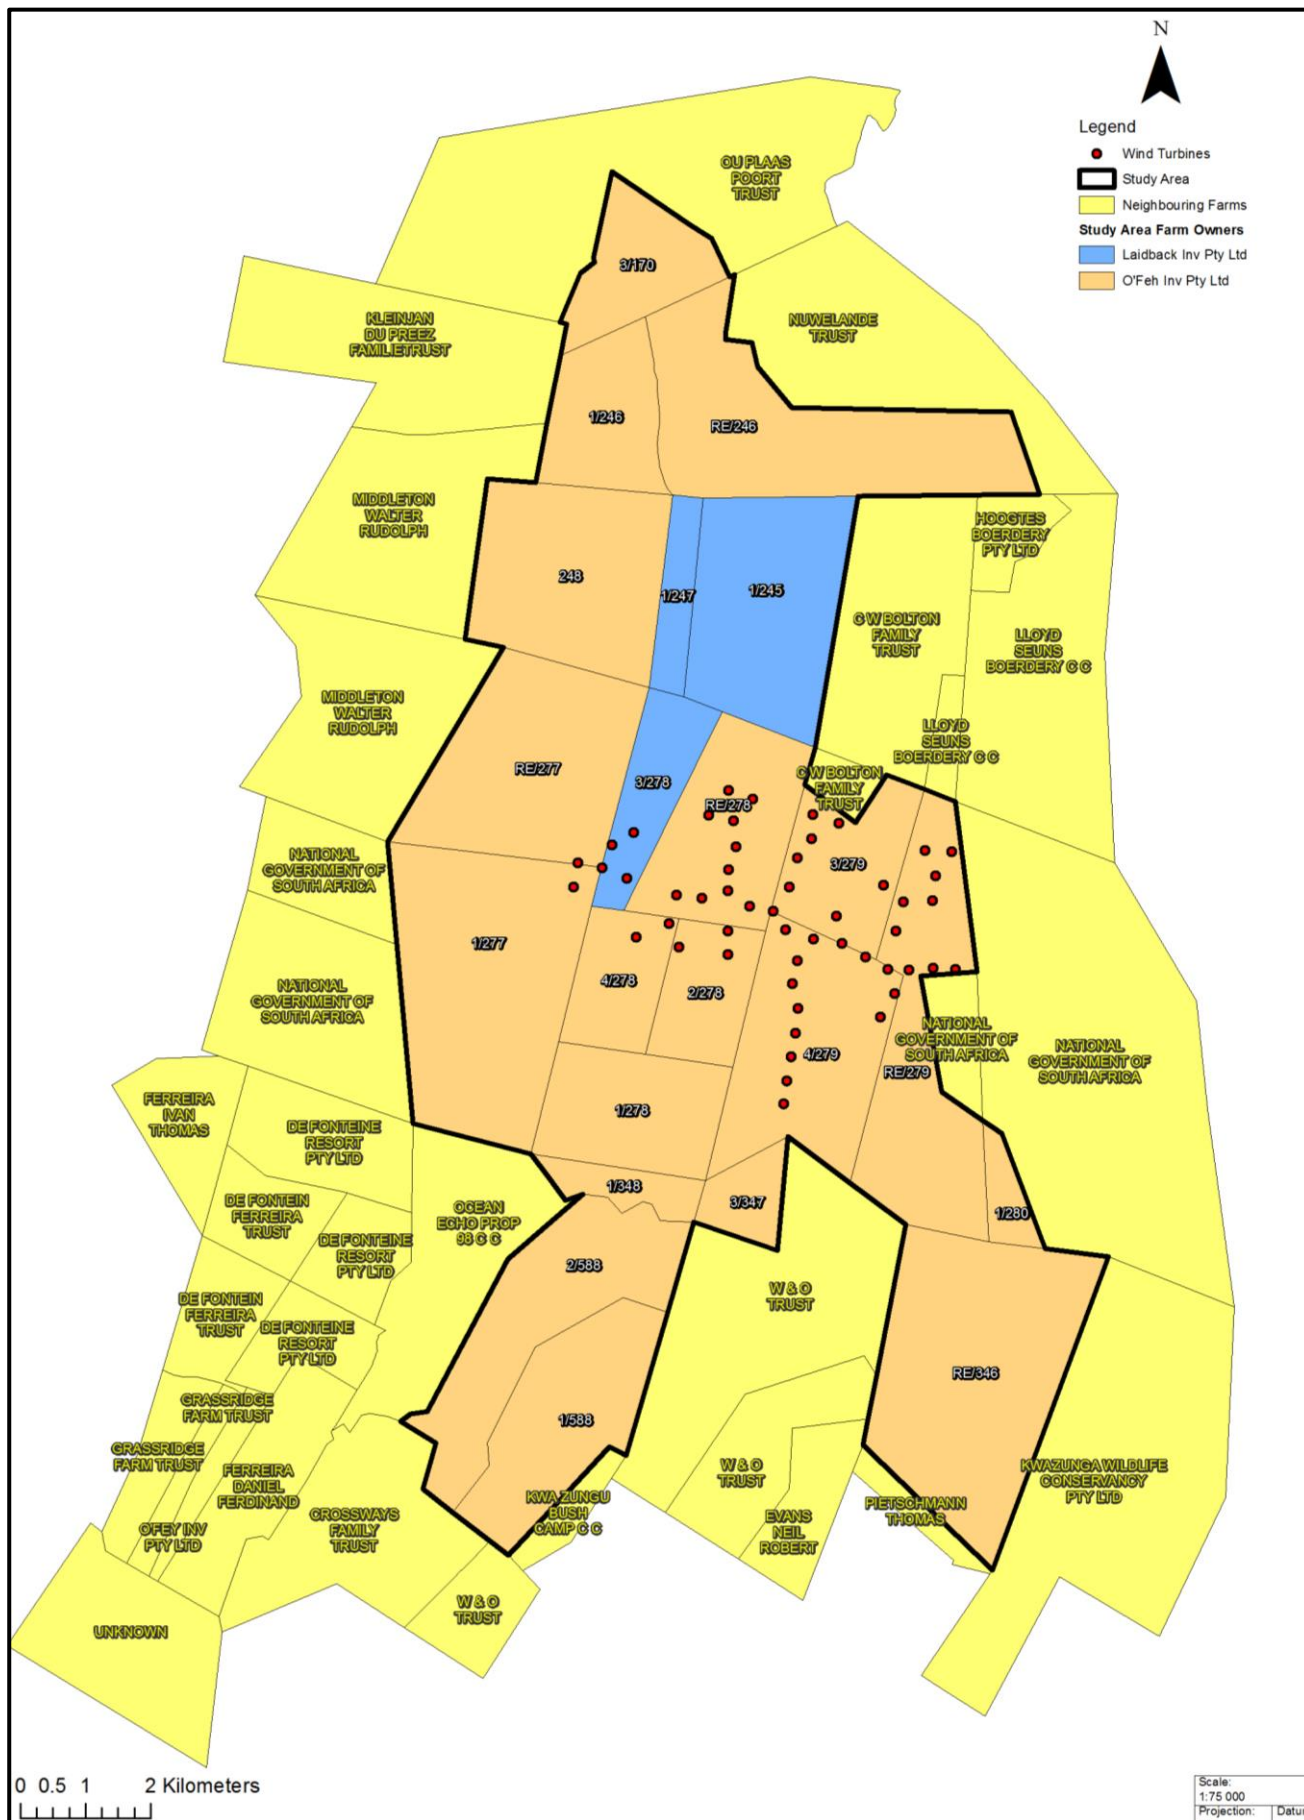 N
Legend
Wind Turbines
Study Area
Neighbouring Farms
Study Area Farm Owners
Laidback Inv Pty Ltd
O'Feh Inv Pty Ltd
OU PLAAS
POORT
TRUST
3/170
KLEINJAN
DU PREEZ
FAMILIETRUST
NUWELANDE
TRUST
1/246
RE/246
MIDDLETON
WALTER
RUDOLPH
HOOGTES
BOERDERY
PTY LTD
248
1/247
1/245
C W BOLTON
FAMILY
TRUST
LLOYD
SEUNS
BOERDERY C C
MIDDLETON
WALTER
RUDOLPH
LLOYD
SEUNS
BOERDERY C C
RE/277
3/278
C W BOLTON
FAMILY
TRUST
RE/278
NATIONAL
GOVERNMENT OF
SOUTH AFRICA
3/279
1/277
4/278
2/278
NATIONAL
GOVERNMENT OF
SOUTH AFRICA
NATIONAL
GOVERNMENT OF
SOUTH AFRICA
NATIONAL
GOVERNMENT OF
SOUTH AFRICA
4/279
RE/279
FERREIRA
IVAN
THOMAS
DE FONTEINE
RESORT
PTY LTD
1/278
1/348
3/347
1/280
DE FONTEIN
FERREIRA
TRUST
OCEAN
ECHO PROP
98 C C
DE FONTEINE
RESORT
PTY LTD
2/588
W & O
TRUST
DE FONTEIN
FERREIRA
TRUST
DE FONTEINE
RESORT
PTY LTD
RE/346
GRASSRIDGE
FARM TRUST
1/588
GRASSRIDGE
FARM TRUST
FERREIRA
DANIEL
FERDINAND
W & O
TRUST
KWAZUNGA WILDLIFE
CONSERVANCY
PTY LTD
KWA ZUNGU
BUSH
CAMP C C
PIETSCHMANN
THOMAS
EVANS
NEIL
ROBERT
O'FEY INV
PTY LTD
CROSSWAYS
FAMILY
TRUST
W & O
TRUST
UNKNOWN
0 0.5 1 2 Kilometers
Scale:
1:75 000
Projection: Datu